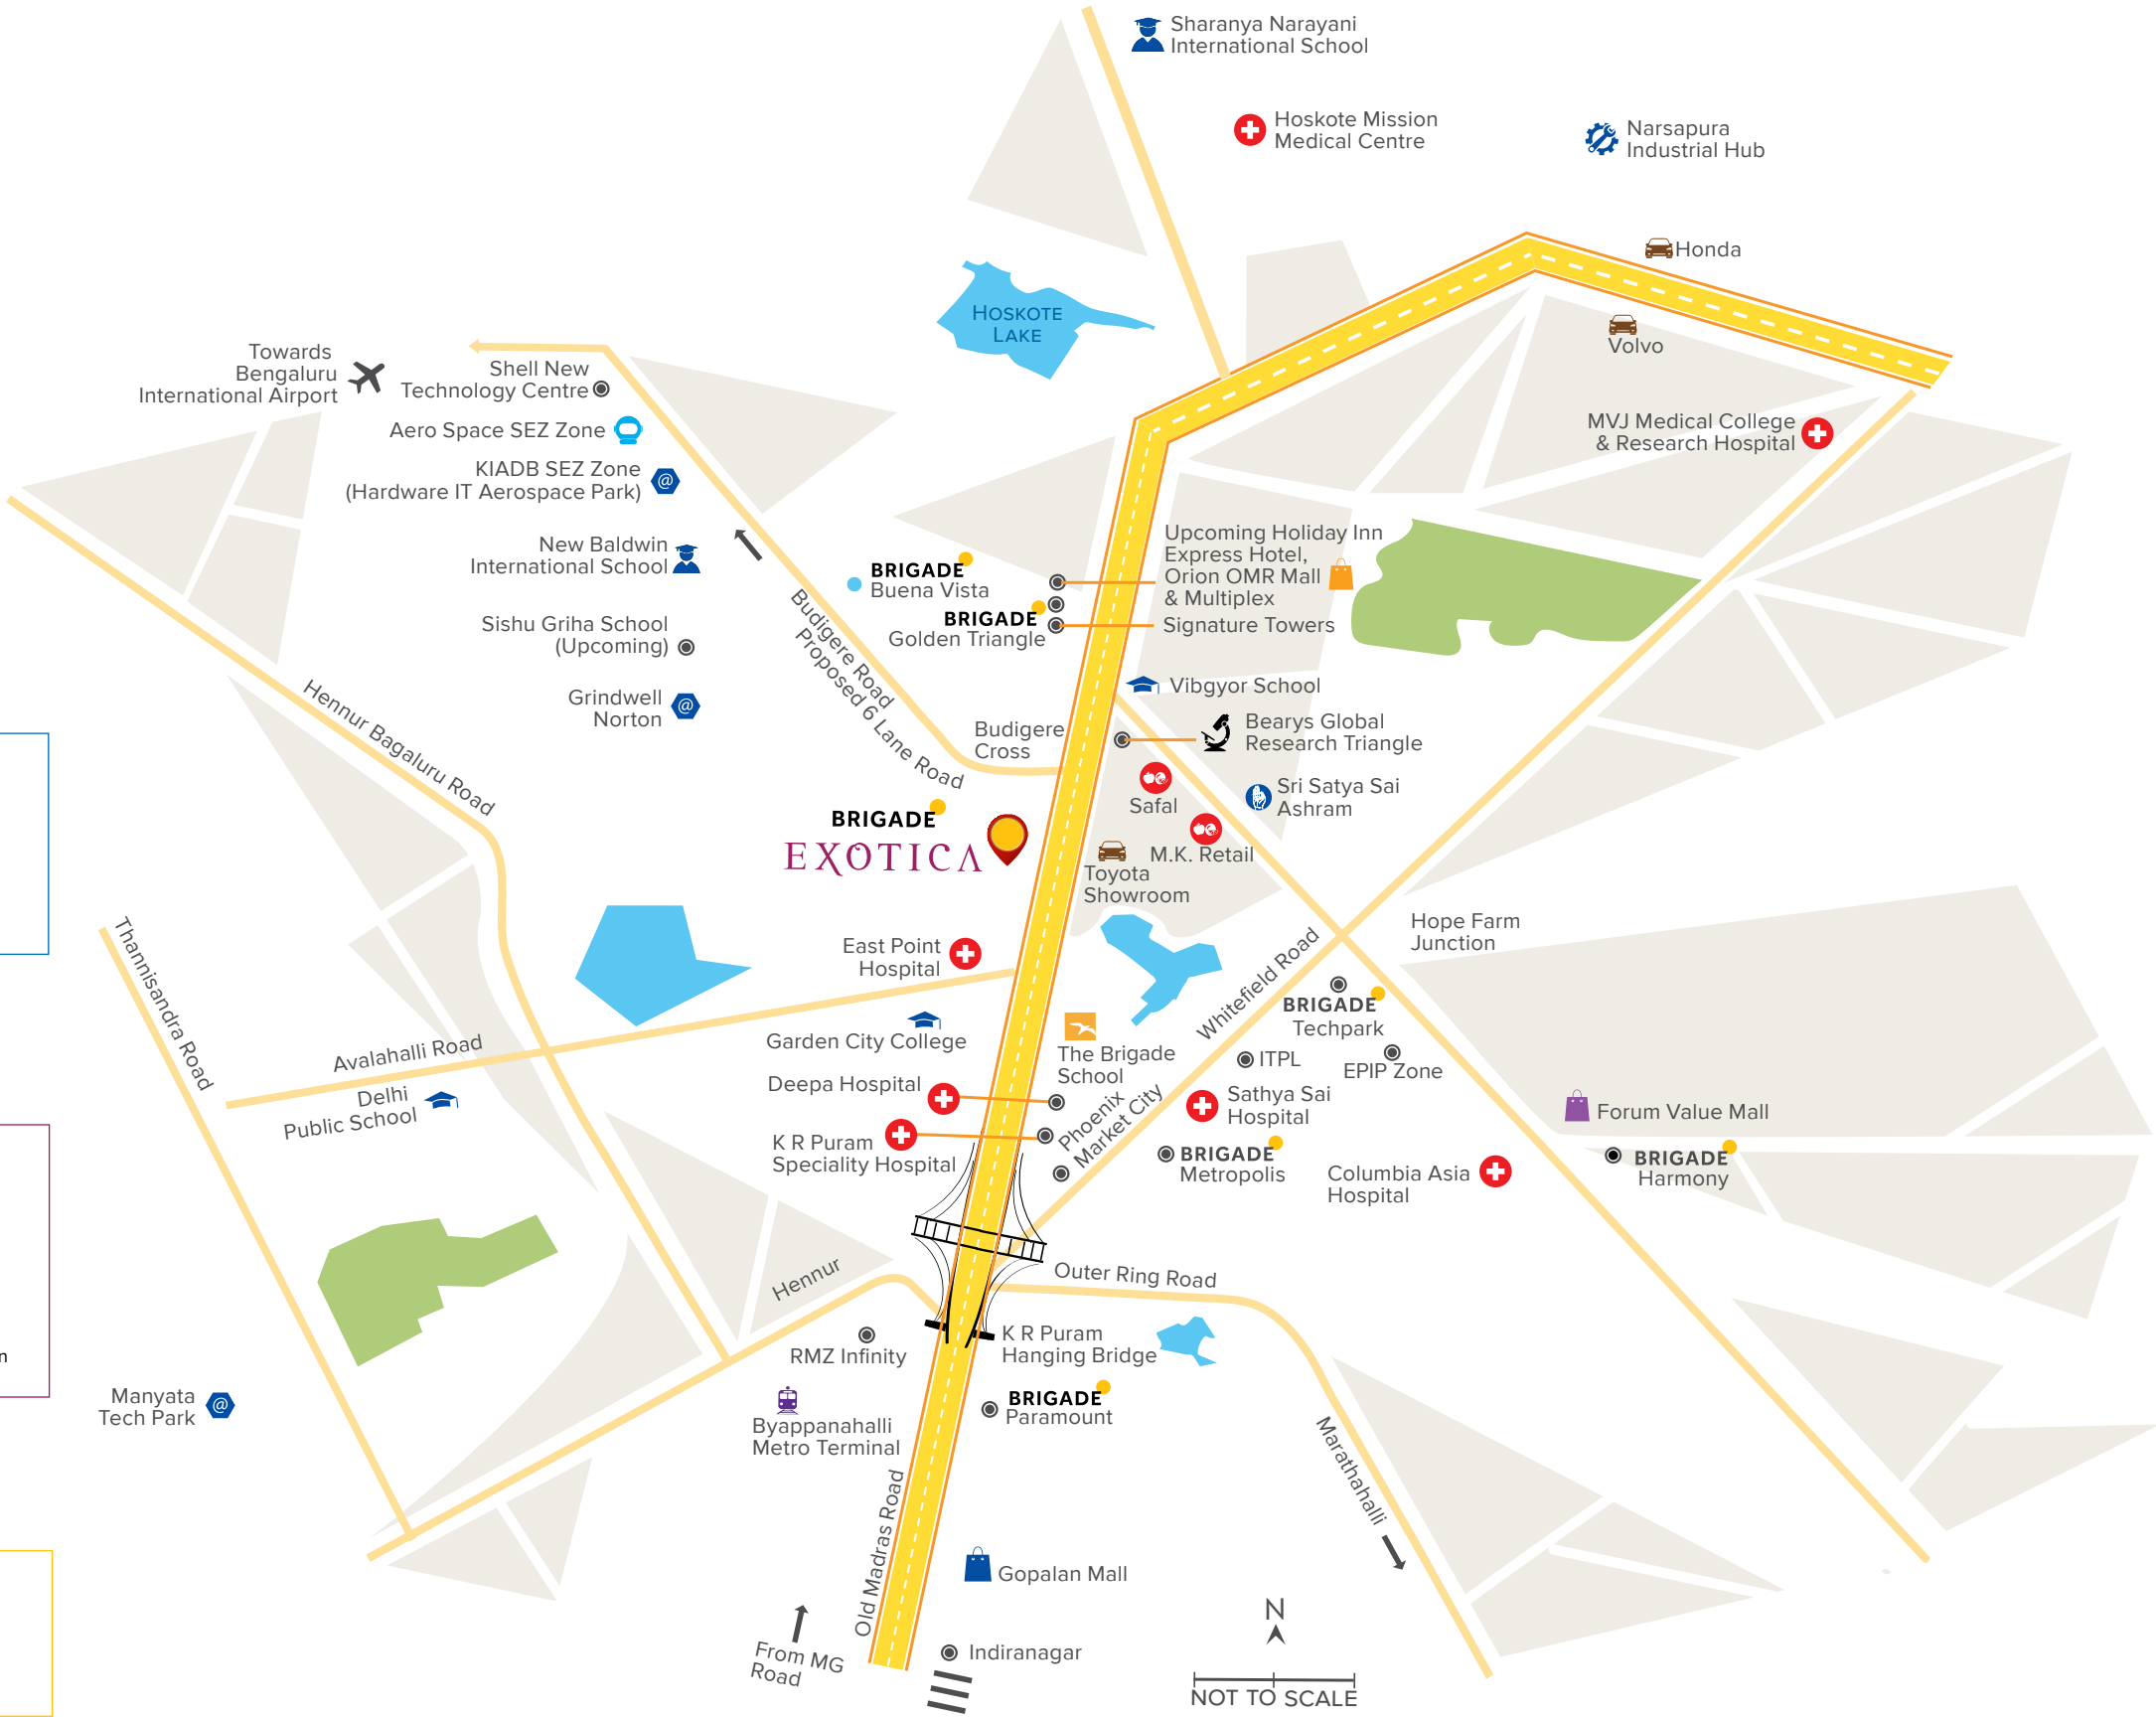 Sharanya Narayani
International School
Hoskote Mission
Medical Centre
Narsapura
Industrial Hub
Honda
HOSKOTE
LAKE
Volvo
Towards
Bengaluru
International Airport
Shell New
Technology Centre
Aero Space SEZ Zone
KIADB SEZ Zone
(Hardware IT Aerospace Park)
MVJ Medical College
& Research Hospital
New Baldwin
International School
BRIGADE
Buena Vista
Upcoming Holiday Inn
Express Hotel,
Orion OMR Mall
& Multiplex
BRIGADE
Golden Triangle
Signature Towers
Sishu Griha School
(Upcoming)
Budigere Road
Proposed 6 Lane Road
Grindwell
Norton
Vibgyor School
Hennur Bagaluru Road
Budigere
Cross
Bearys Global
Research Triangle
Safal
Sri Satya Sai
Ashram
BRIGADE
EXOTICA
M.K. Retail
Toyota
Showroom
Hope Farm
Junction
East Point
Hospital
Whitefield Road
Thannisandra Road
Avalahalli Road
BRIGADE
Techpark
Garden City College
The Brigade
School
ITPL
EPIP Zone
Delhi
Public School
Deepa Hospital
Phoenix
Market City
Sathya Sai
Hospital
Forum Value Mall
K R Puram
Speciality Hospital
BRIGADE
Metropolis
Columbia Asia
Hospital
BRIGADE
Harmony
Hennur
Outer Ring Road
RMZ Infinity
K R Puram
Hanging Bridge
n
Manyata
Tech Park
BRIGADE
Paramount
Byappanahalli
Metro Terminal
Marathahalli
Old Madras Road
Gopalan Mall
From MG
Road
Indiranagar
N
NOT TO SCALE